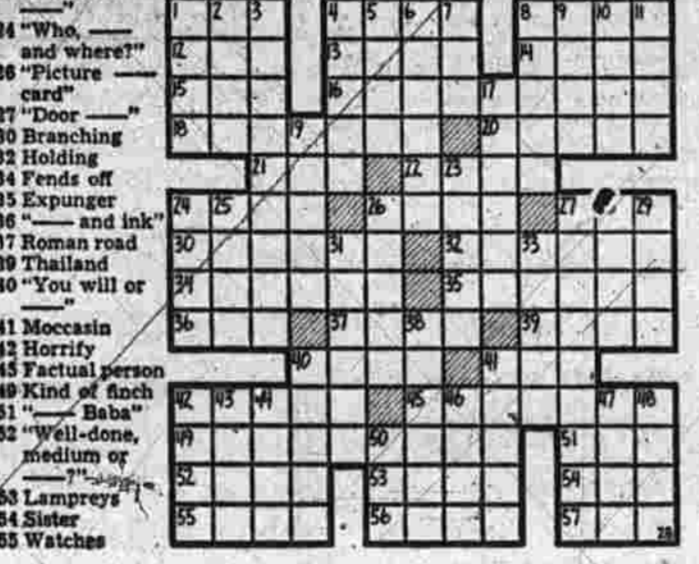 ——"
24 "Who, ——
and where?"
26 "Picture ——
card"
27 "Door ——"
30 Branching
32 Holding
34 Fends off
35 Expunger
36 "—— and ink"
37 Roman road
39 Thailand
40 "You will or
——"
41 Moccasin
42 Horrify
45 Factual person
49 Kind of finch
51 "—— Baba"
52 "Well-done,
medium or
——?"
53 Lampreys
54 Sister
55 Watches
1 2 3 4 5 6 7 8 9 10 11
12 13 14
15 16 17
18 19 20
21 22 23
24 25 26 27 29
30 31 32 33
34 35
36 37 38 39
40 41
42 43 44 45 46 47 48
49 50 51
52 53 54
55 56 57
28